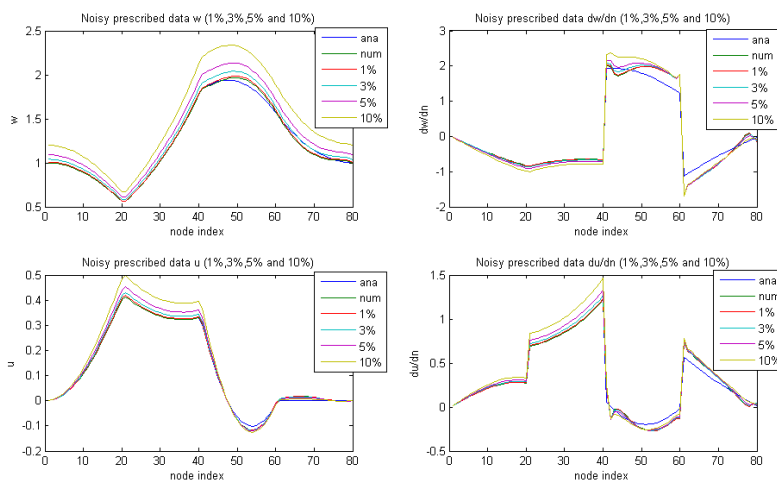 Noisy prescribed data w (1%,3%,5% and 10%)
2.5
2
1.5
1
0.5
w
0 10 20 30 40 50 60 70 80
node index
ana
num
1%
3%
5%
10%
Noisy prescribed data dw/dn (1%,3%,5% and 10%)
3
2
1
0
-1
-2
dw/dn
0 10 20 30 40 50 60 70 80
node index
ana
num
1%
3%
5%
10%
Noisy prescribed data u (1%,3%,5% and 10%)
0.5
0.4
0.3
0.2
0.1
0
-0.1
-0.2
u
0 10 20 30 40 50 60 70 80
node index
ana
num
1%
3%
5%
10%
Noisy prescribed data du/dn (1%,3%,5% and 10%)
1.5
1
0.5
0
-0.5
du/dn
0 10 20 30 40 50 60 70 80
node index
ana
num
1%
3%
5%
10%